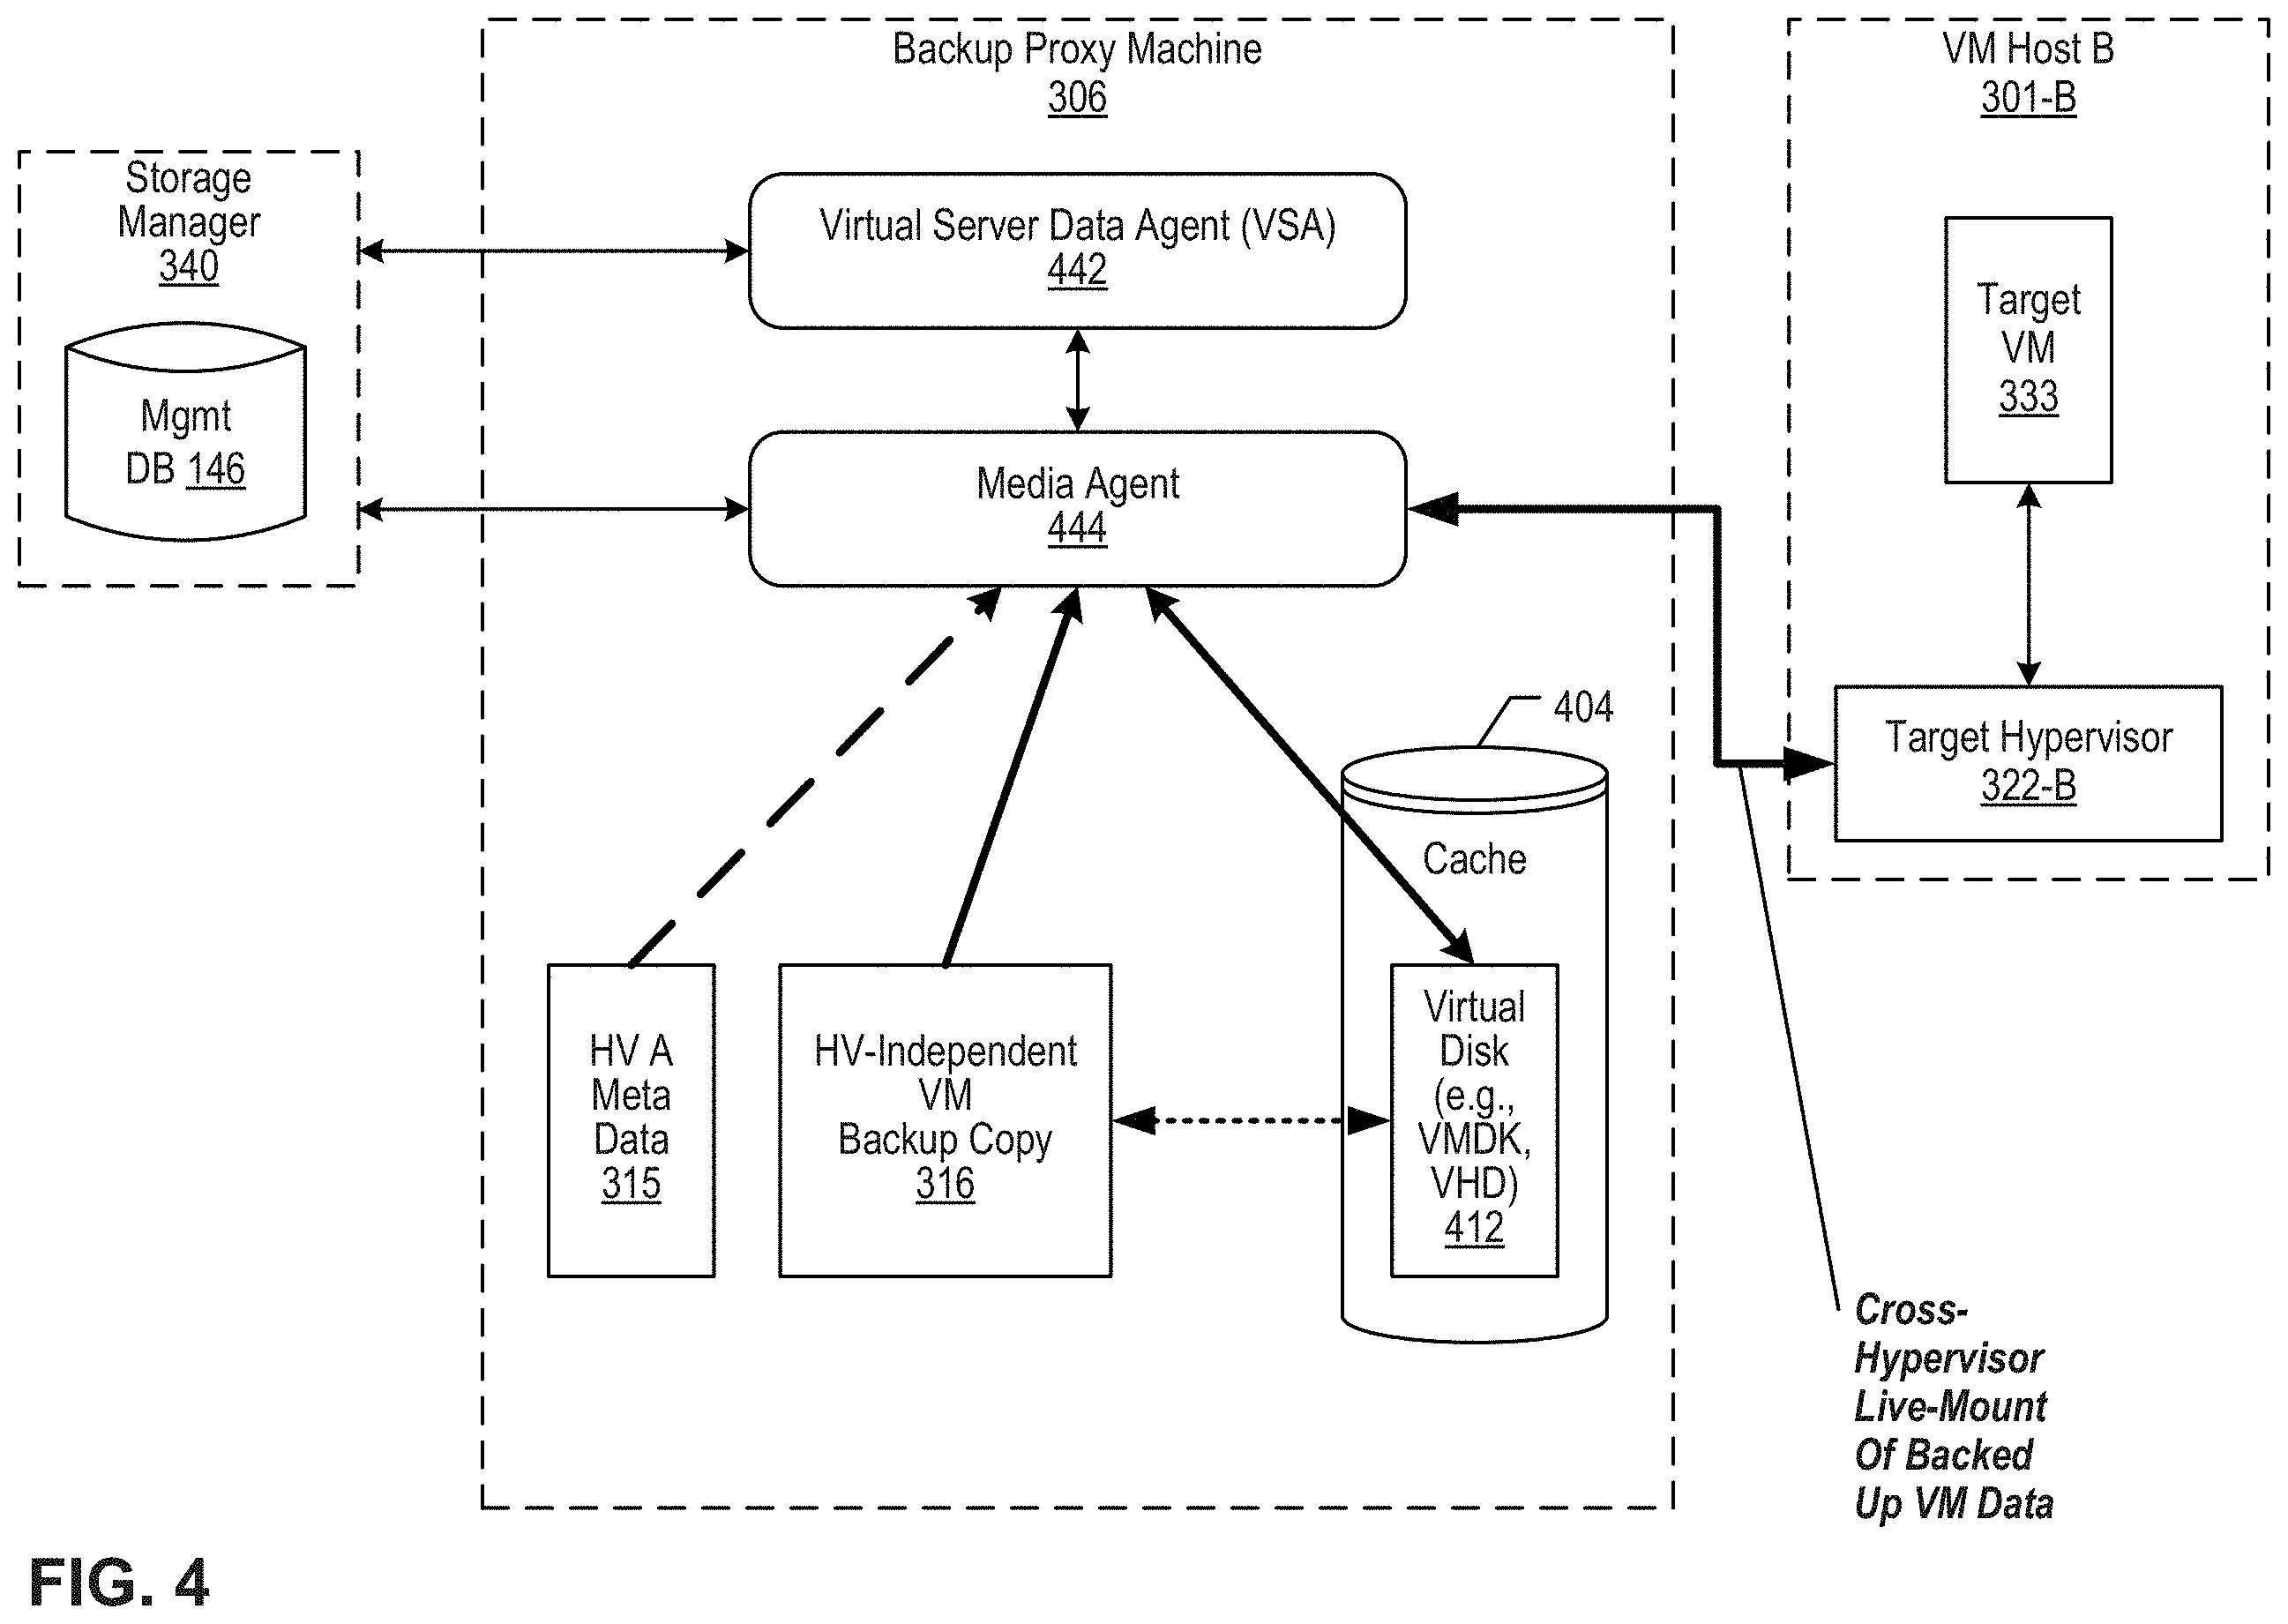 Backup Proxy Machine
306
VM Host B
301-B
Storage
Manager
340
Mgmt
DB 146
Virtual Server Data Agent (VSA)
442
Media Agent
444
Target
VM
333
Target Hypervisor
322-B
404
Cache
HV A
Meta
Data
315
HV-Independent
VM
Backup Copy
316
Virtual
Disk
(e.g.,
VMDK,
VHD)
412
Cross-
Hypervisor
Live-Mount
Of Backed
Up VM Data
FIG. 4